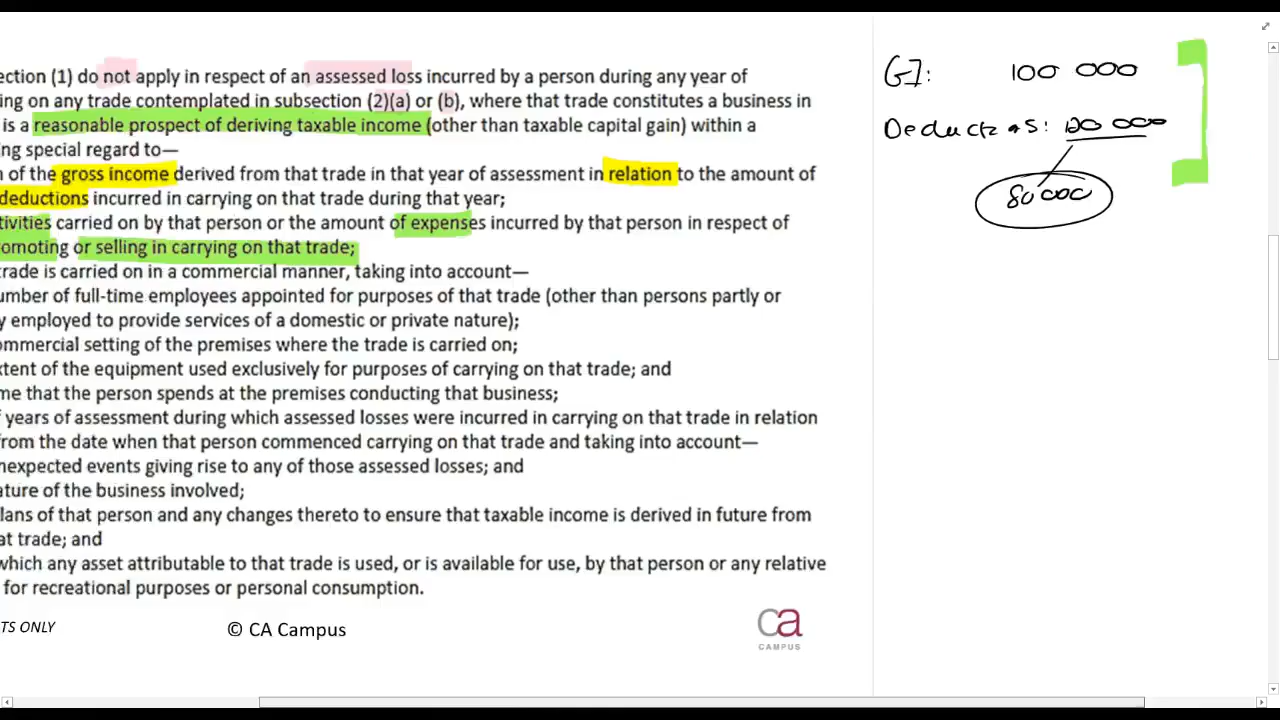 ection (1) do not apply in respect of an assessed loss incurred by a person during any year of
ing on any trade contemplated in subsection (2)(a) or (b), where that trade constitutes a business in
is a reasonable prospect of deriving taxable income (other than taxable capital gain) within a
ng special regard to—
n of the gross income derived from that trade in that year of assessment in relation to the amount of
deductions incurred in carrying on that trade during that year;
tivities carried on by that person or the amount of expenses incurred by that person in respect of
omoting or selling in carrying on that trade;
trade is carried on in a commercial manner, taking into account—
umber of full-time employees appointed for purposes of that trade (other than persons partly or
y employed to provide services of a domestic or private nature);
ommercial setting of the premises where the trade is carried on;
xtent of the equipment used exclusively for purposes of carrying on that trade; and
me that the person spends at the premises conducting that business;
f years of assessment during which assessed losses were incurred in carrying on that trade in relation
from the date when that person commenced carrying on that trade and taking into account—
nexpected events giving rise to any of those assessed losses; and
ature of the business involved;
lans of that person and any changes thereto to ensure that taxable income is derived in future from
at trade; and
which any asset attributable to that trade is used, or is available for use, by that person or any relative
for recreational purposes or personal consumption.
TS ONLY
© CA Campus
ca
CAMPUS
GI: 100 000
80 000